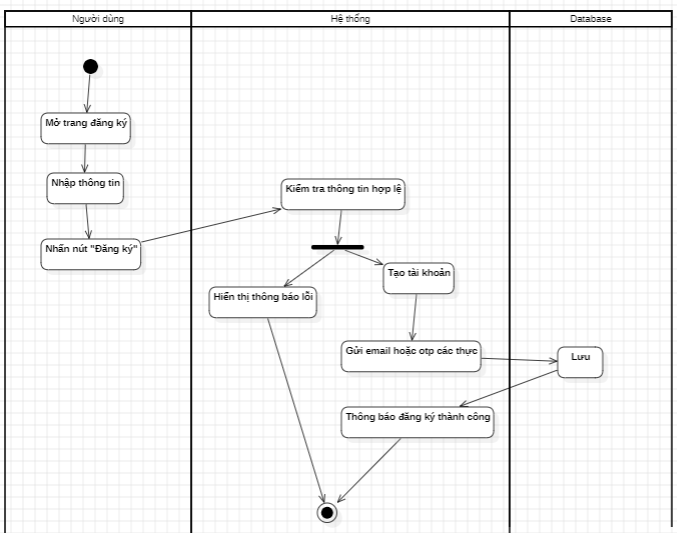 Người dùng
Hệ thống
Database
Mở trang đăng ký
Nhập thông tin
Nhấn nút "Đăng ký"
Kiểm tra thông tin hợp lệ
Tạo tài khoản
Hiển thị thông báo lỗi
Gửi email hoặc otp các thực
Lưu
Thông báo đăng ký thành công